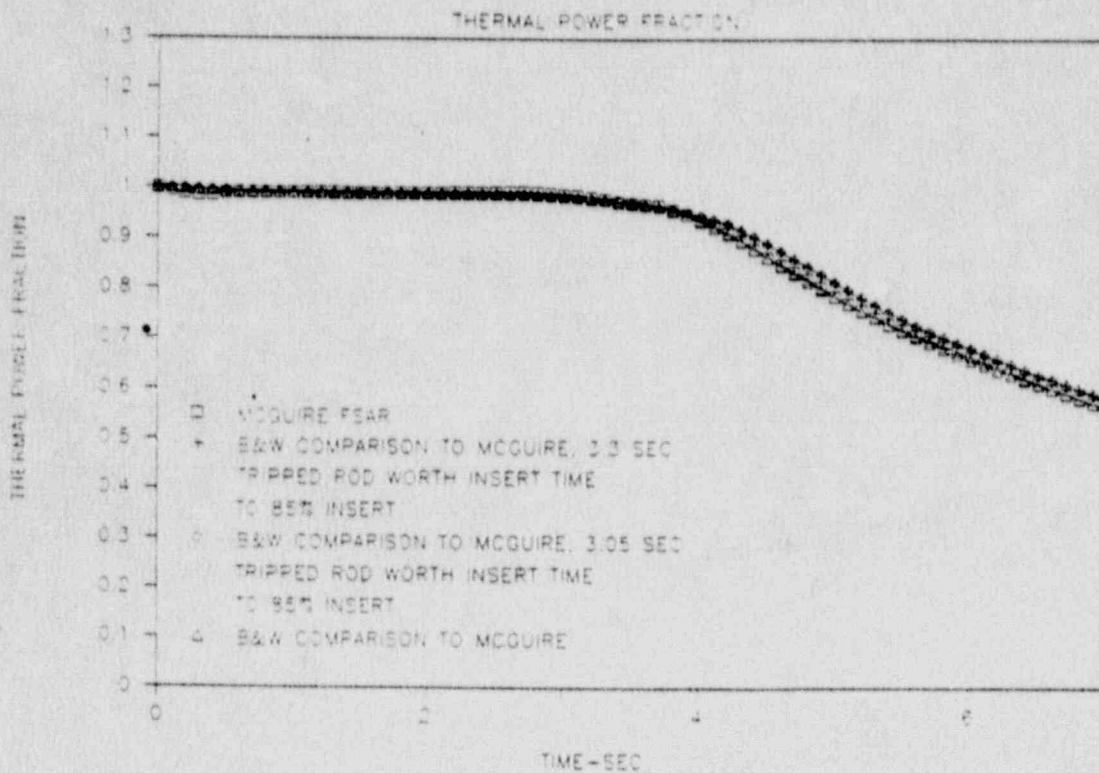 THERMAL POWER FRACTION
1.3
1.2
1.1
1.0
0.9
0.8
0.7
0.6
0.5
0.4
0.3
0.2
0.1
0
THERMAL POWER FRACTION
MCGUIRE FSAR
B&W COMPARISON TO MCGUIRE, 3.3 SEC
TRIPPED ROD WORTH INSERT TIME
TO 85% INSERT
B&W COMPARISON TO MCGUIRE, 3.05 SEC
TRIPPED ROD WORTH INSERT TIME
TO 85% INSERT
B&W COMPARISON TO MCGUIRE
0 2 4 6
TIME-SEC